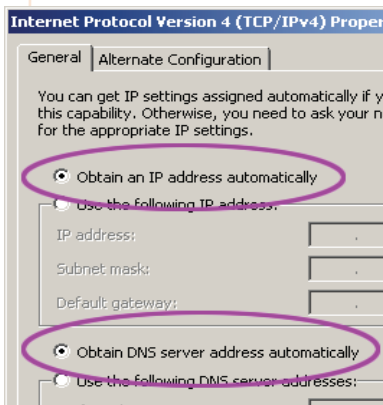 Internet Protocol Version 4 (TCP/IPv4) Proper
General
Alternate Configuration
You can get IP settings assigned automatically if y
this capability. Otherwise, you need to ask your n
for the appropriate IP settings.
Obtain an IP address automatically
Use the following IP address:
IP address:
Subnet mask:
Default gateway:
Obtain DNS server address automatically
Use the following DNS server addresses: